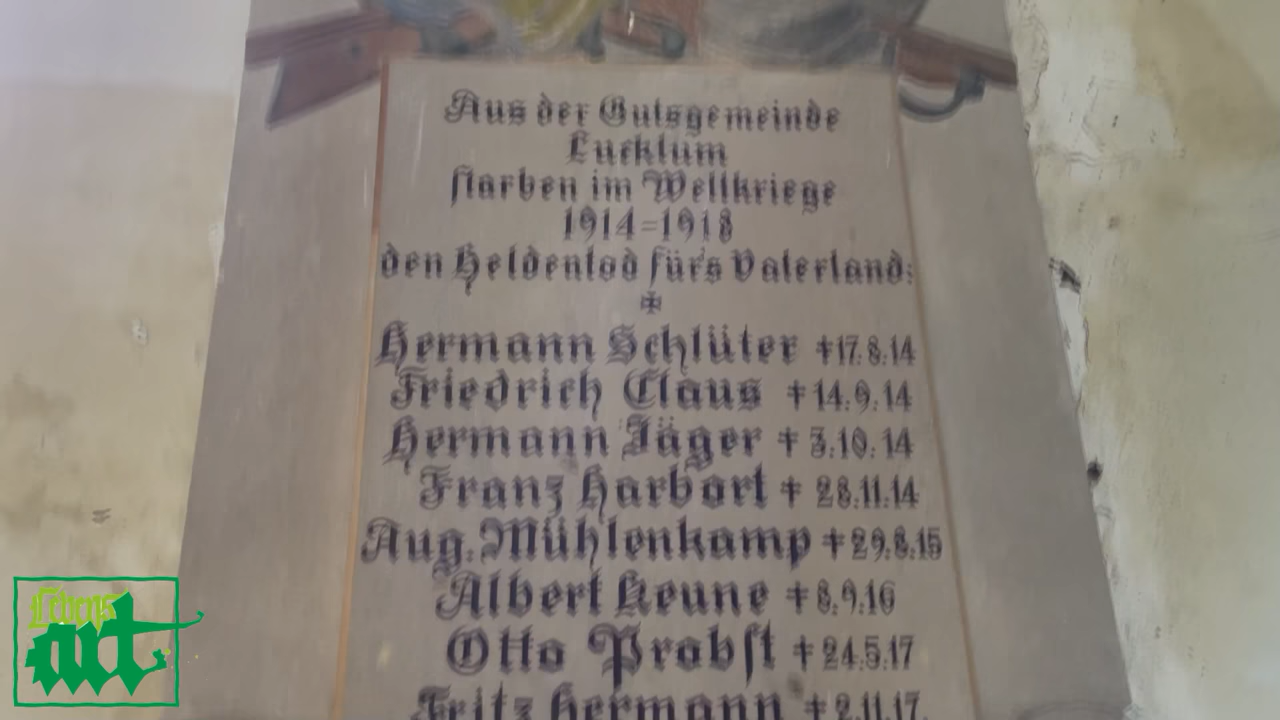 Aus der Gutsgemeinde
Lucklum
starben im Weltkriege
1914=1918
den Heldentod fürs Vaterland:
Hermann Schlüter †17.8.14
Friedrich Claus †14.9.14
Hermann Jäger †3.10.14
Franz Harbort †28.11.14
Aug. Mühlenkamp †29.8.15
Albert Keune †8.9.16
Otto Probst †24.5.17
Fritz Hermann †2.11.17.
Lebens
art